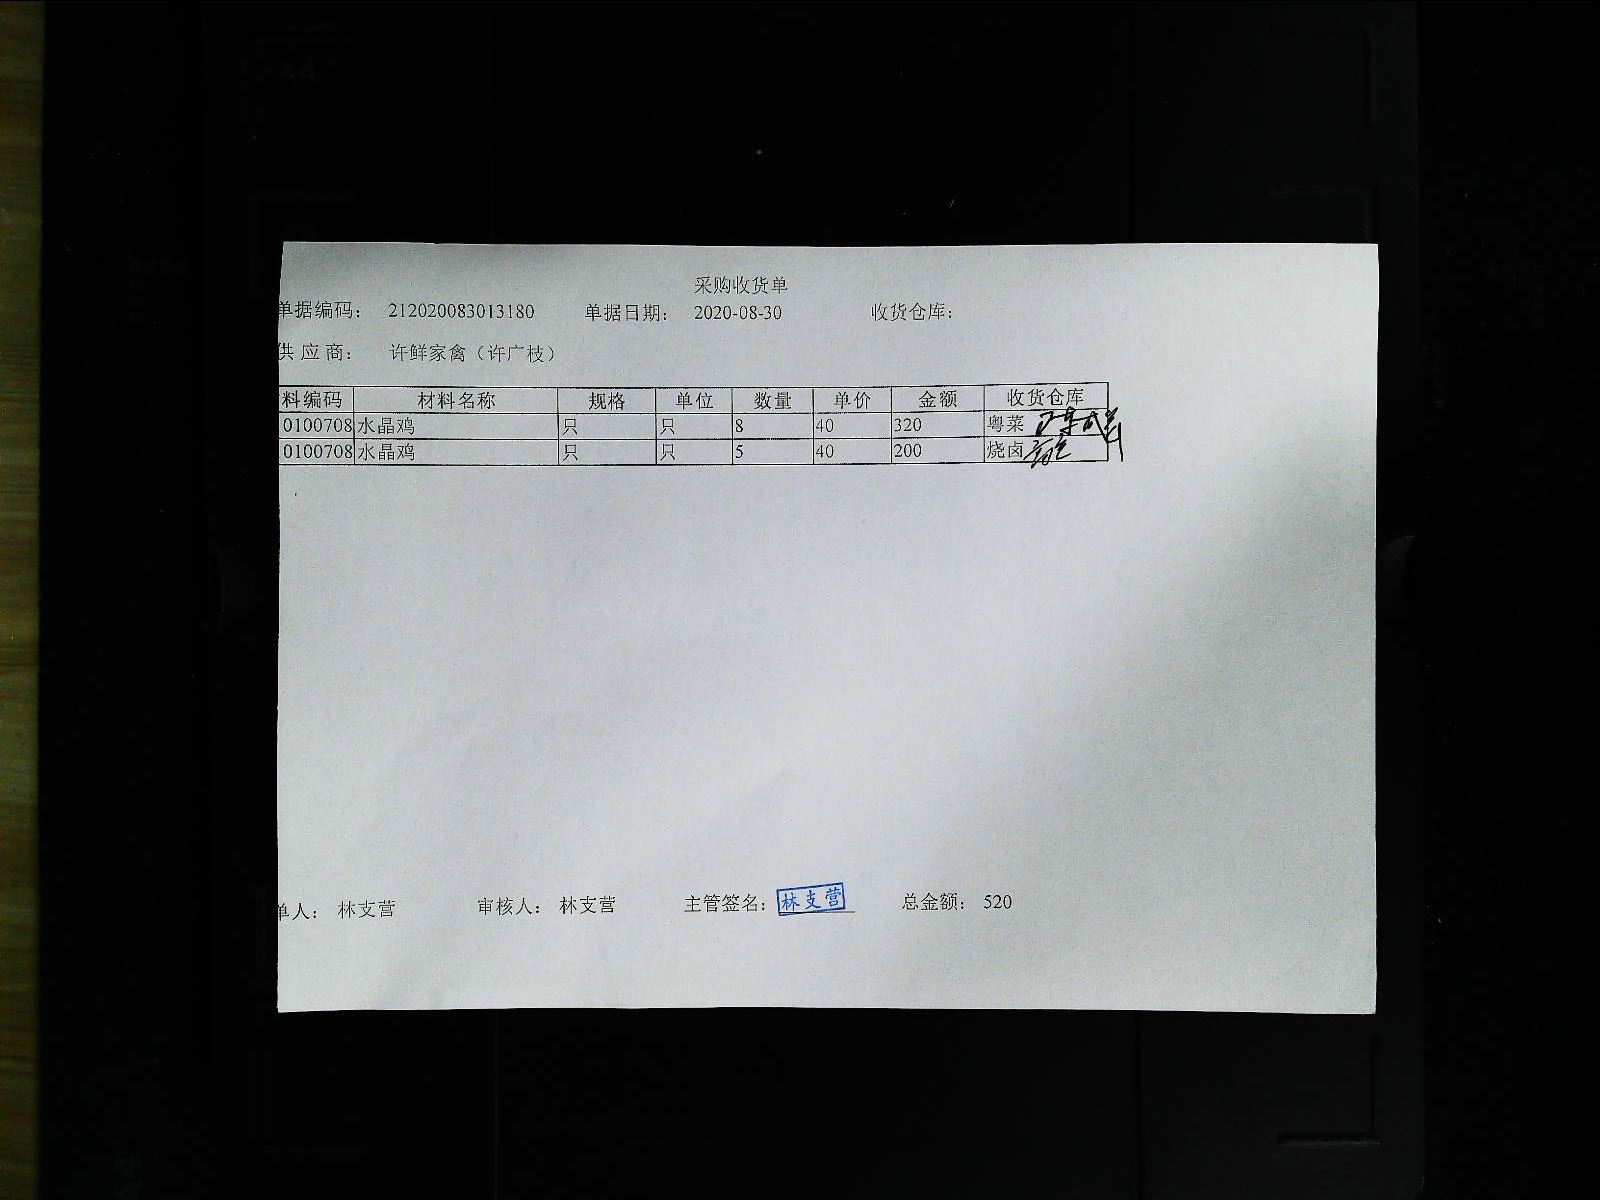 采购收货单
单据编码： 212020083013180 单据日期： 2020-08-30 收货仓库：
供应商： 许鲜家禽（许广枝）
料编码 材料名称 规格 单位 数量 单价 金额 收货仓库
0100708 水晶鸡 只 只 8 40 320 粤菜
0100708 水晶鸡 只 只 5 40 200 烧卤
单人： 林支营 审核人： 林支营 主管签名： 林支营 总金额： 520